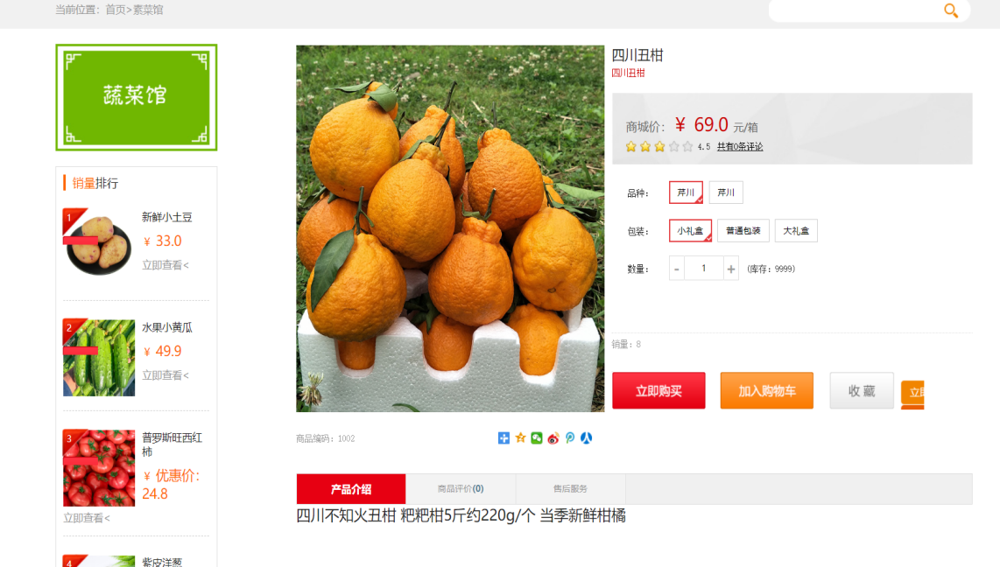 当前位置：首页>素菜馆
蔬菜馆
销量排行
1
新鲜小土豆
￥ 33.0
立即查看<
2
水果小黄瓜
￥ 49.9
立即查看<
3
普罗斯旺西红
柿
￥ 优惠价：
24.8
立即查看<
4
紫皮洋葱
四川丑柑
四川丑柑
商城价： ￥ 69.0 元/箱
4.5 共有0条评论
品种： 芹川 芹川
包装： 小礼盒 普通包装 大礼盒
数量： - 1 + (库存：9999)
销量：8
立即购买 加入购物车 收 藏 立
商品编码：1002
产品介绍 商品评价(0) 售后服务
四川不知火丑柑 粑粑柑5斤约220g/个 当季新鲜柑橘